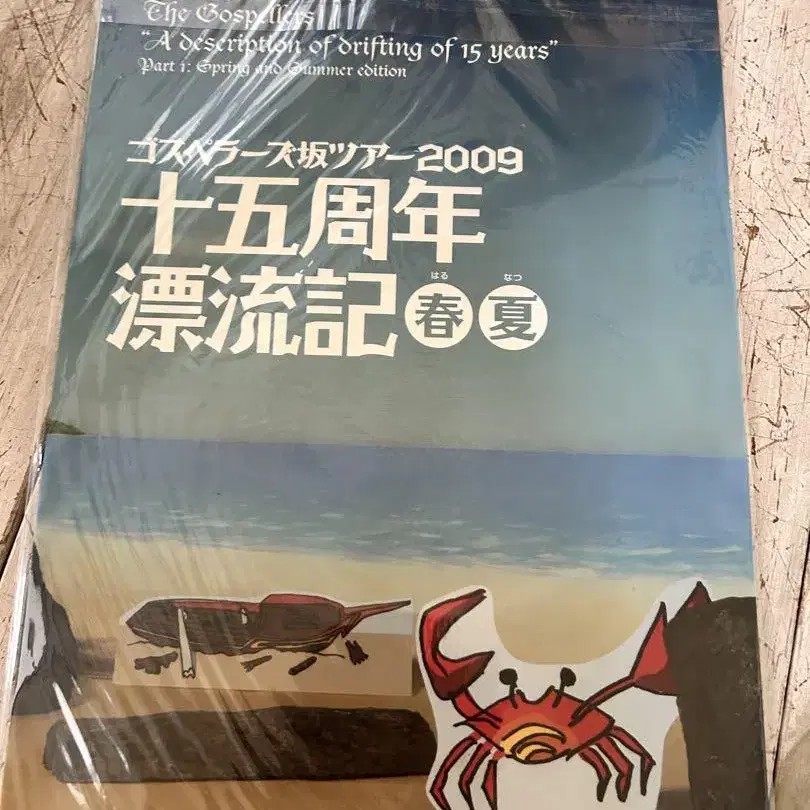 The Gospellers
"A description of drifting of 15 years"
Part 1: Spring and Summer edition
ゴスペラーズ坂ツアー2009
十五周年
漂流記 春 夏
はる なつ